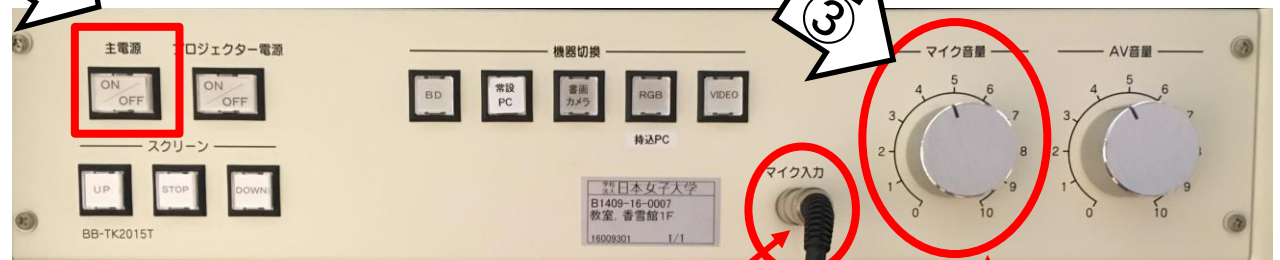 ③
主電源
プロジェクター電源
ON
OFF
ON
OFF
スクリーン
UP
STOP
DOWN
BB-TK2015T
機器切換
BD
常設
PC
書画
カメラ
RGB
VIDEO
持込PC
学校
法人日本女子大学
B1409-16-0007
教室. 香雪館1F
16009301 1/1
マイク入力
マイク音量
0
1
2
3
4
5
6
7
8
9
10
AV音量
0
1
2
3
4
5
6
7
9
10